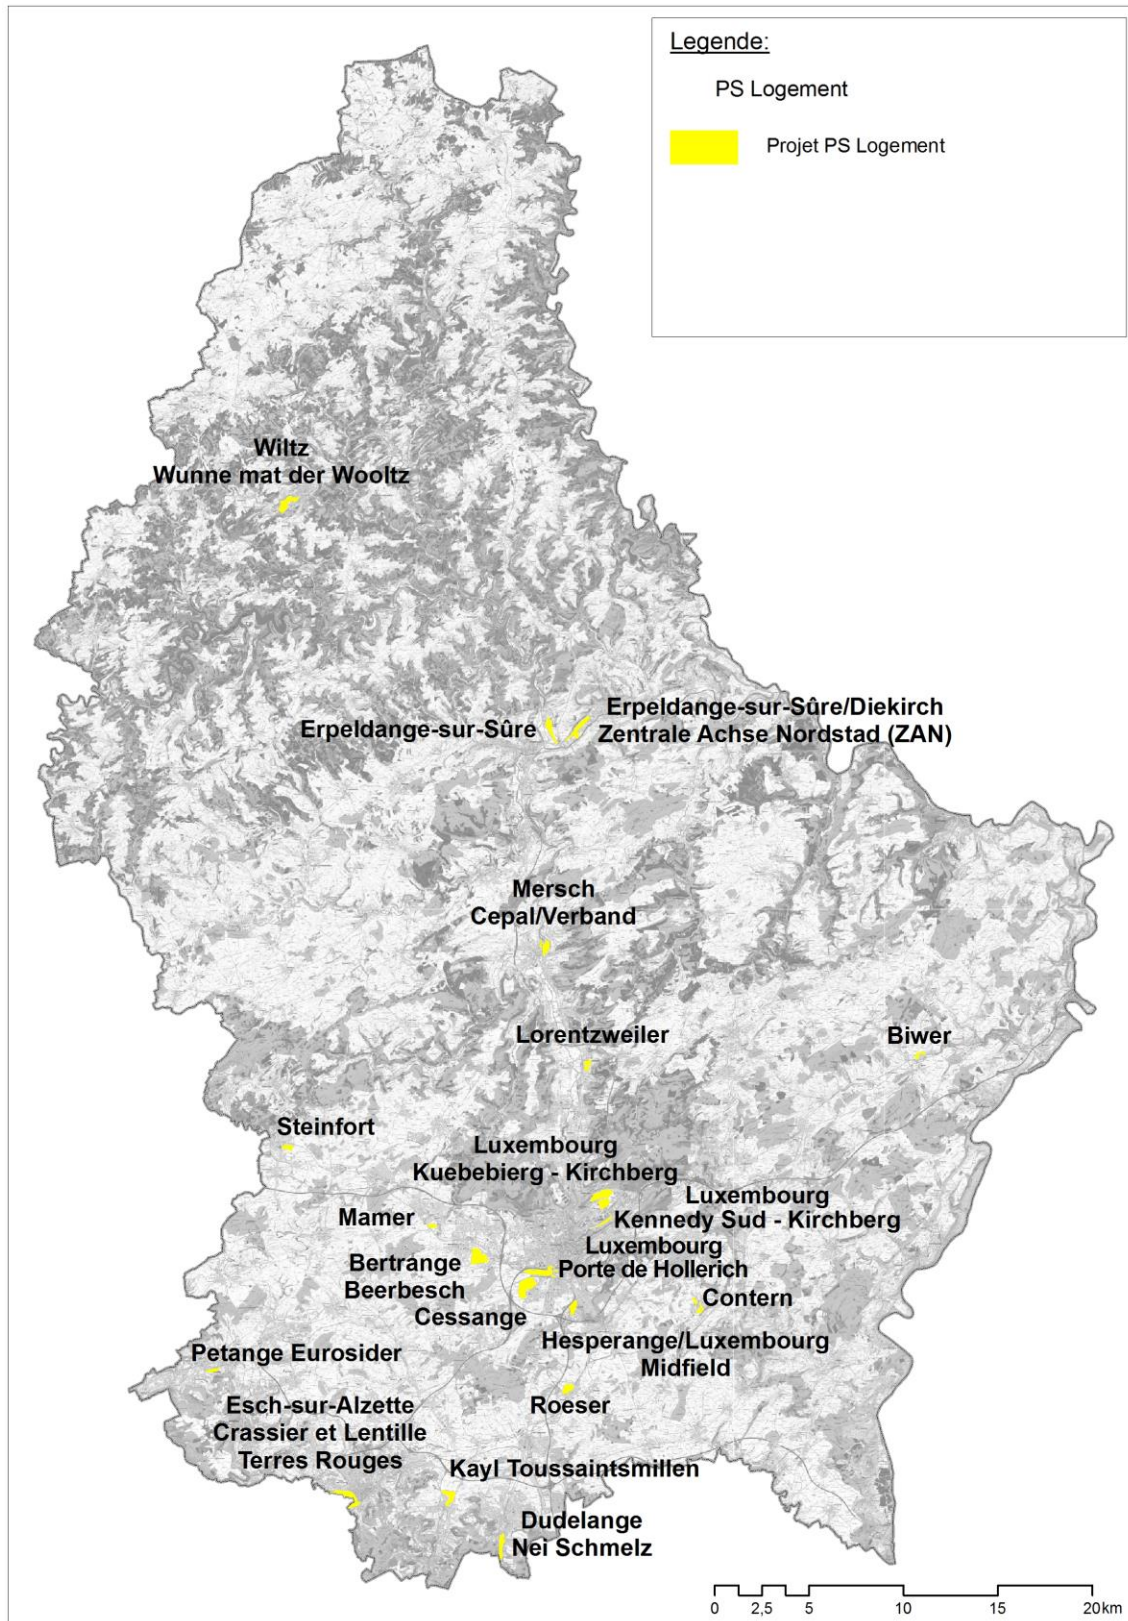 Legende:
PS Logement
Projet PS Logement
Wiltz
Wunne mat der Wooltz
Erpeldange-sur-Sûre
Erpeldange-sur-Sûre/Diekirch
Zentrale Achse Nordstad (ZAN)
Mersch
Cepal/Verband
Lorentzweiler
Biwer
Steinfort
Luxembourg
Kuebebierg - Kirchberg
Luxembourg
Kennedy Sud - Kirchberg
Mamer
Luxembourg
Porte de Hollerich
Bertrange
Beerbesch
Cessange
Contern
Hesperange/Luxembourg
Midfield
Petange Eurosider
Roeser
Esch-sur-Alzette
Crassier et Lentille
Terres Rouges
Kayl Toussaintsmillen
Dudelange
Nei Schmelz
0 2,5 5 10 15 20 km